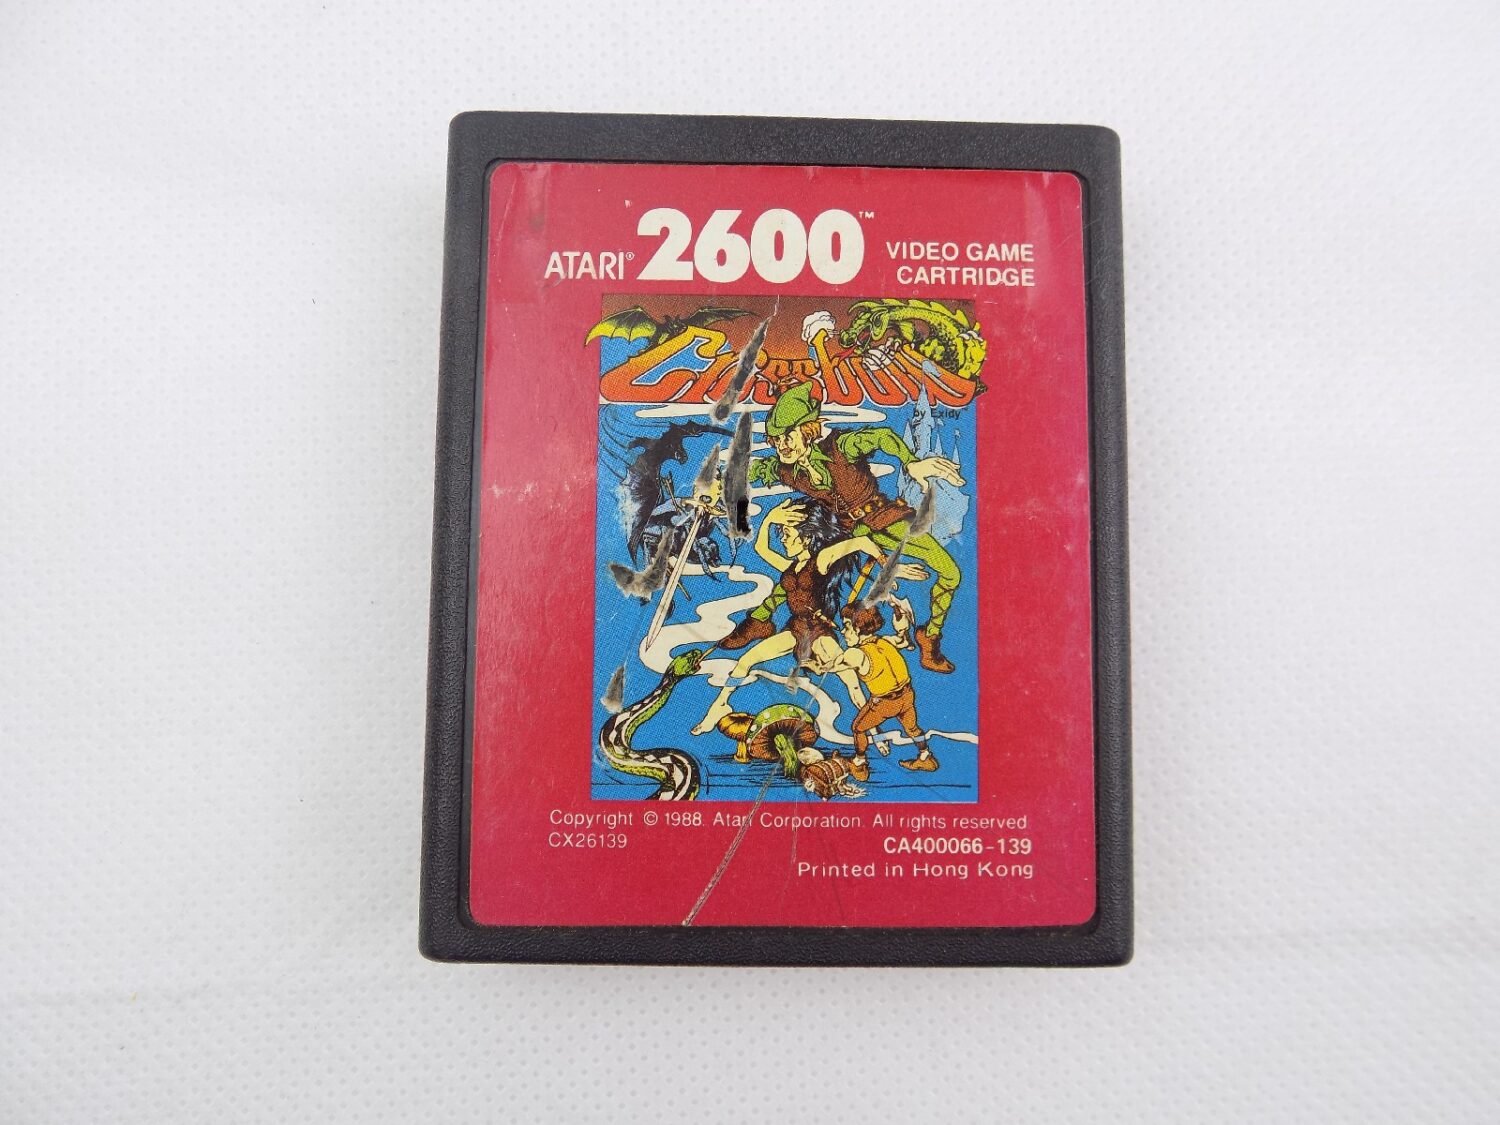 ATARI® 2600™ VIDEO GAME
CARTRIDGE
Crossbow
by Exidy™
Copyright © 1988. Atari Corporation. All rights reserved
CX26139
CA400066-139
Printed in Hong Kong